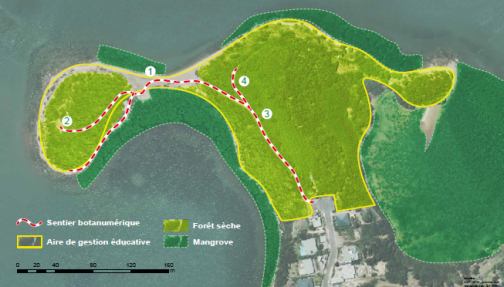 1
2
4
3
Sentier botanumérique
Aire de gestion éducative
Forêt sèche
Mangrove
0 20 40 80 120 160
m